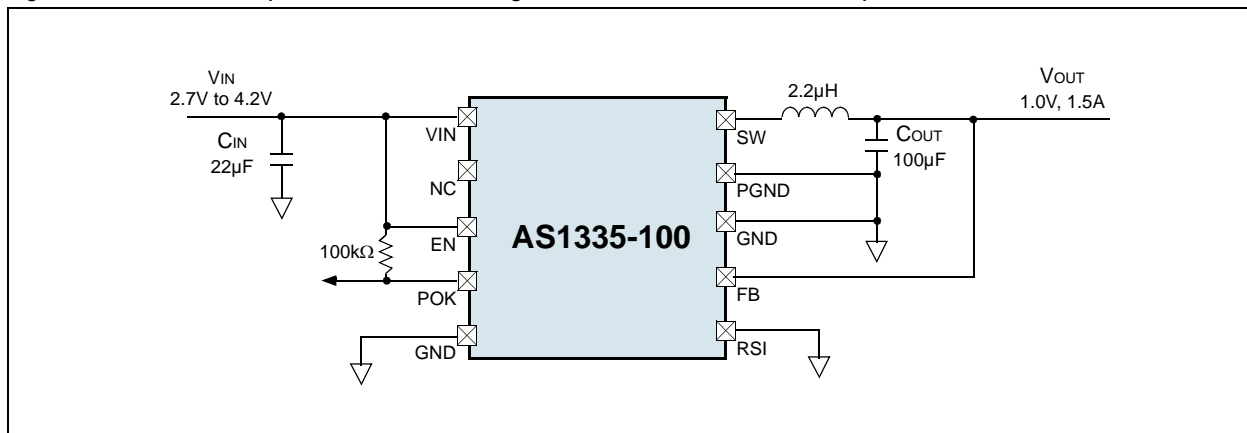 VIN
2.7V to 4.2V
CIN
22µF
100kΩ
VIN
NC
EN
POK
GND
AS1335-100
SW
PGND
GND
FB
RSI
2.2µH
COUT
100µF
VOUT
1.0V, 1.5A